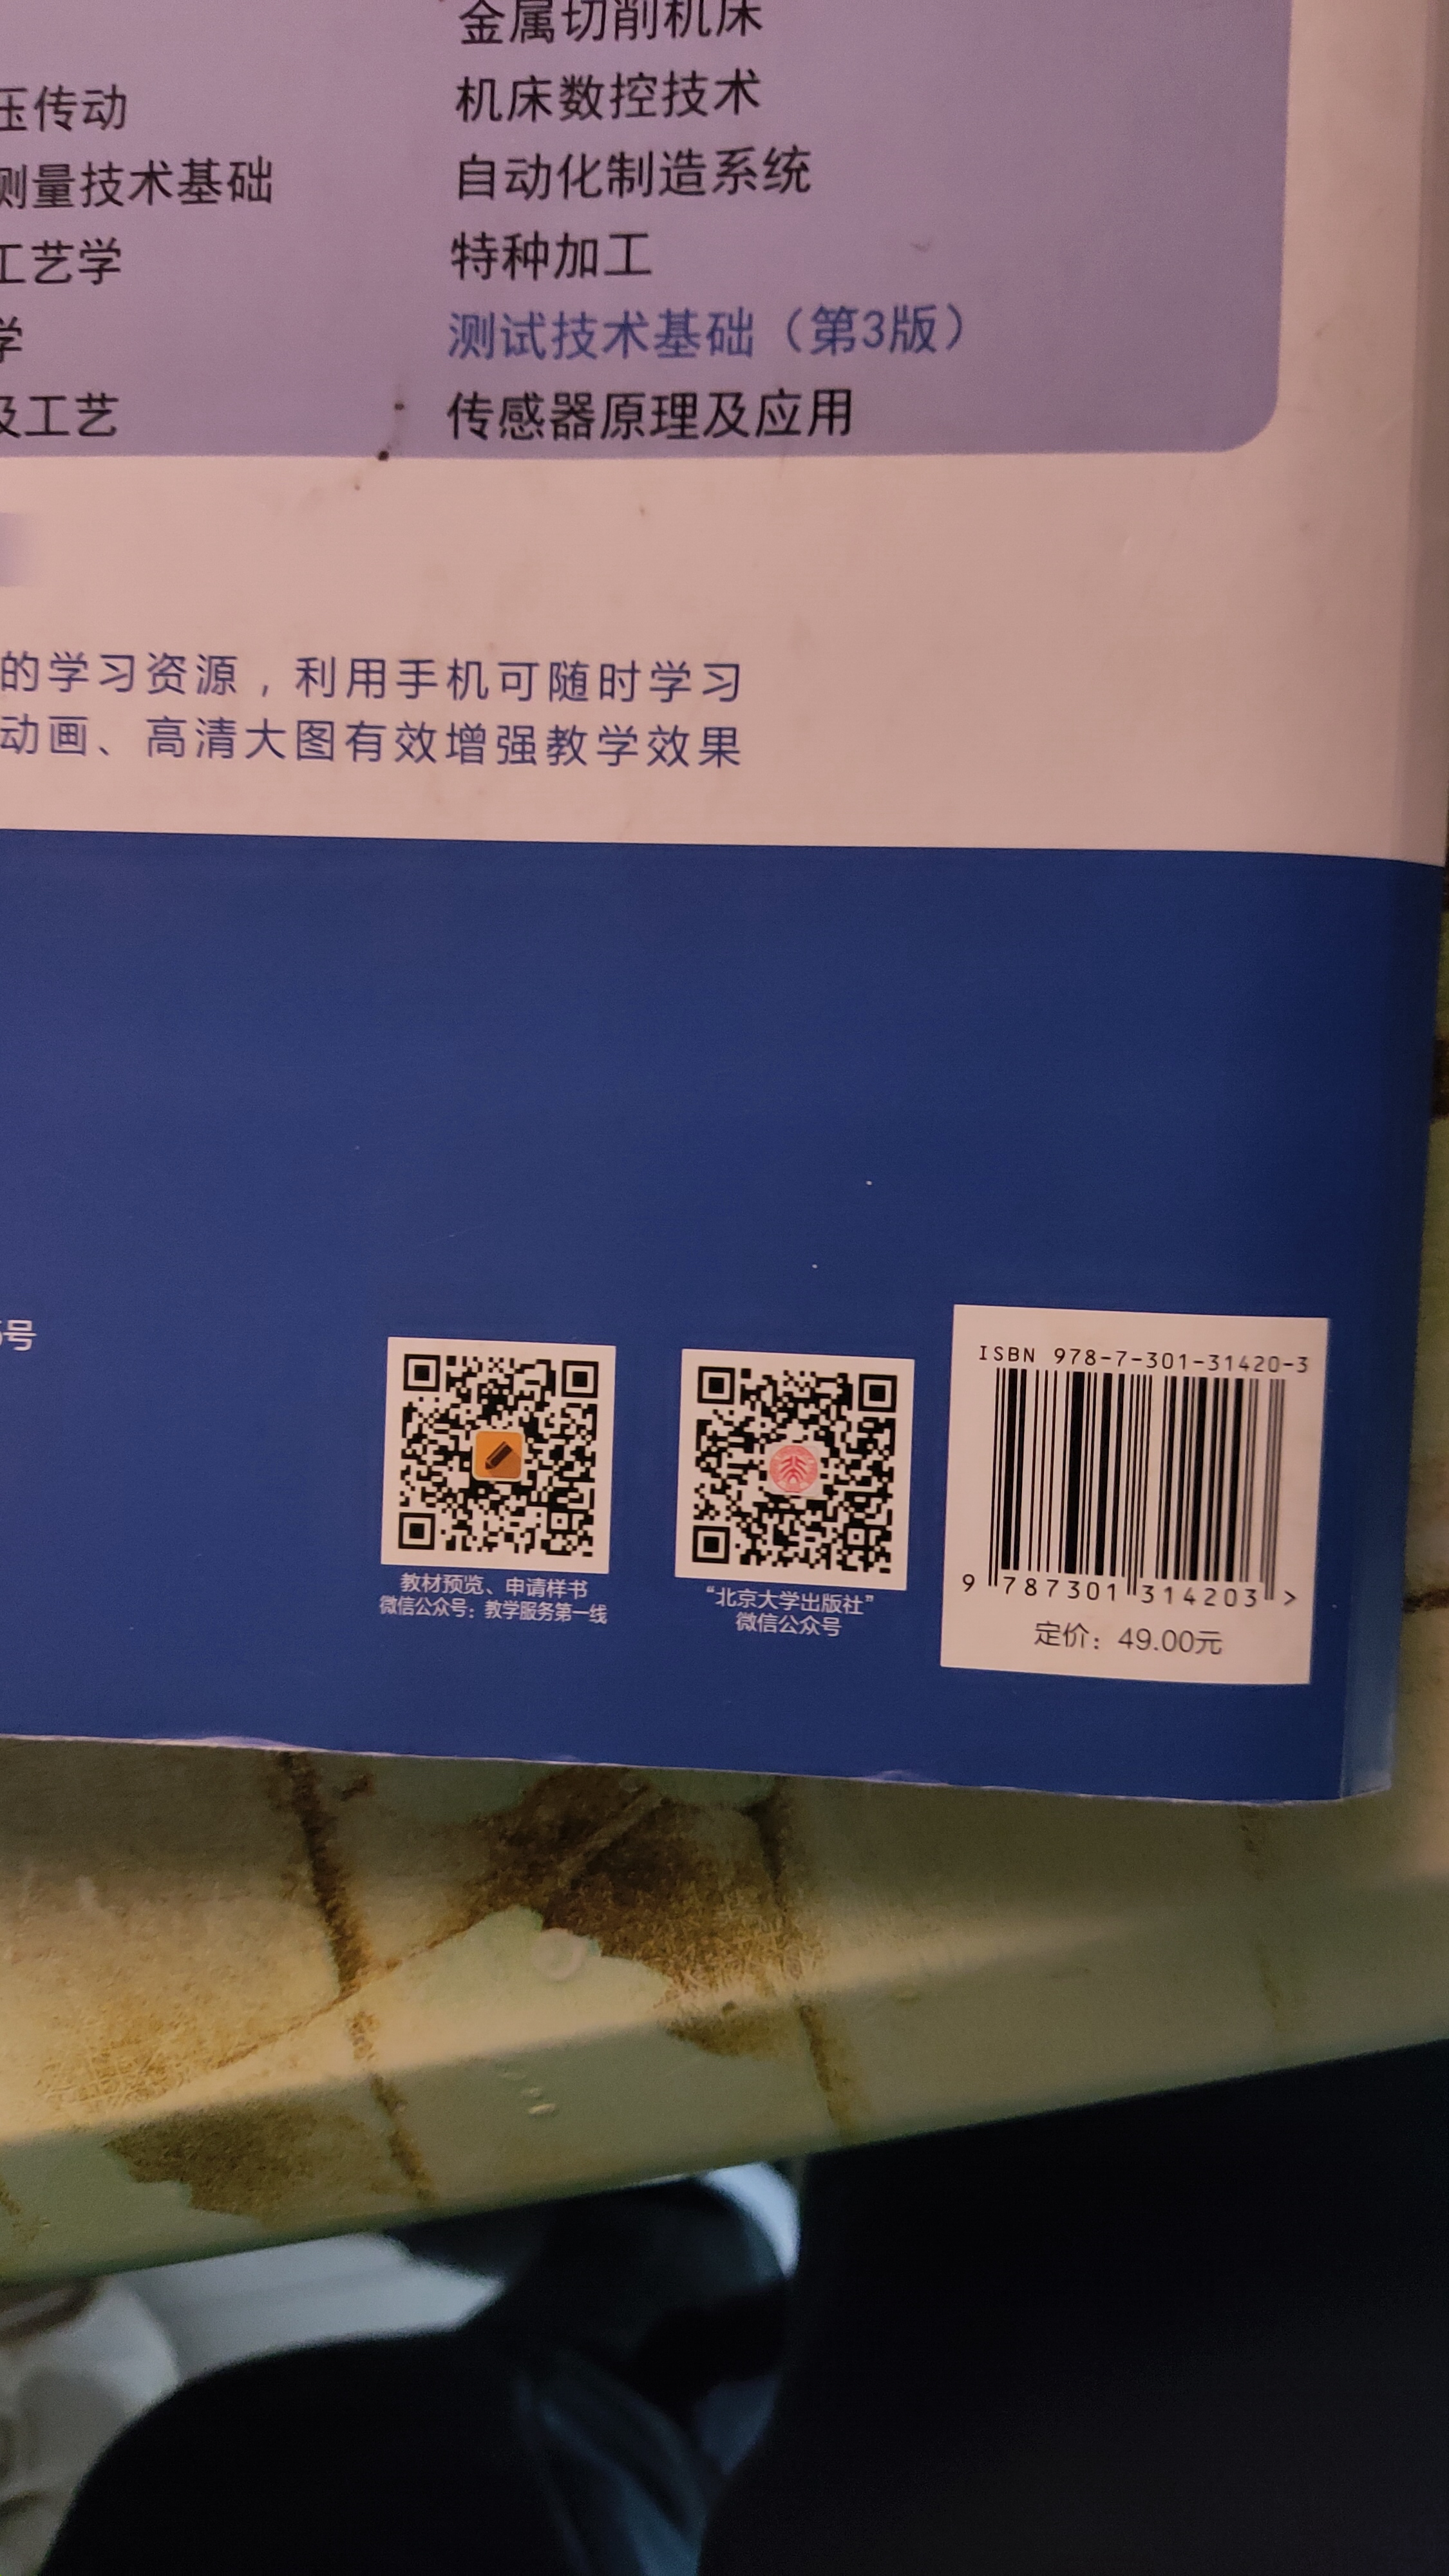 金属切削机床
压传动
机床数控技术
测量技术基础
自动化制造系统
工艺学
特种加工
学
测试技术基础（第3版）
及工艺
传感器原理及应用
的学习资源，利用手机可随时学习
动画、高清大图有效增强教学效果
号
教材预览、申请样书
微信公众号：教学服务第一线
“北京大学出版社”
微信公众号
ISBN 978-7-301-31420-3
9 787301 314203 >
定价：49.00元